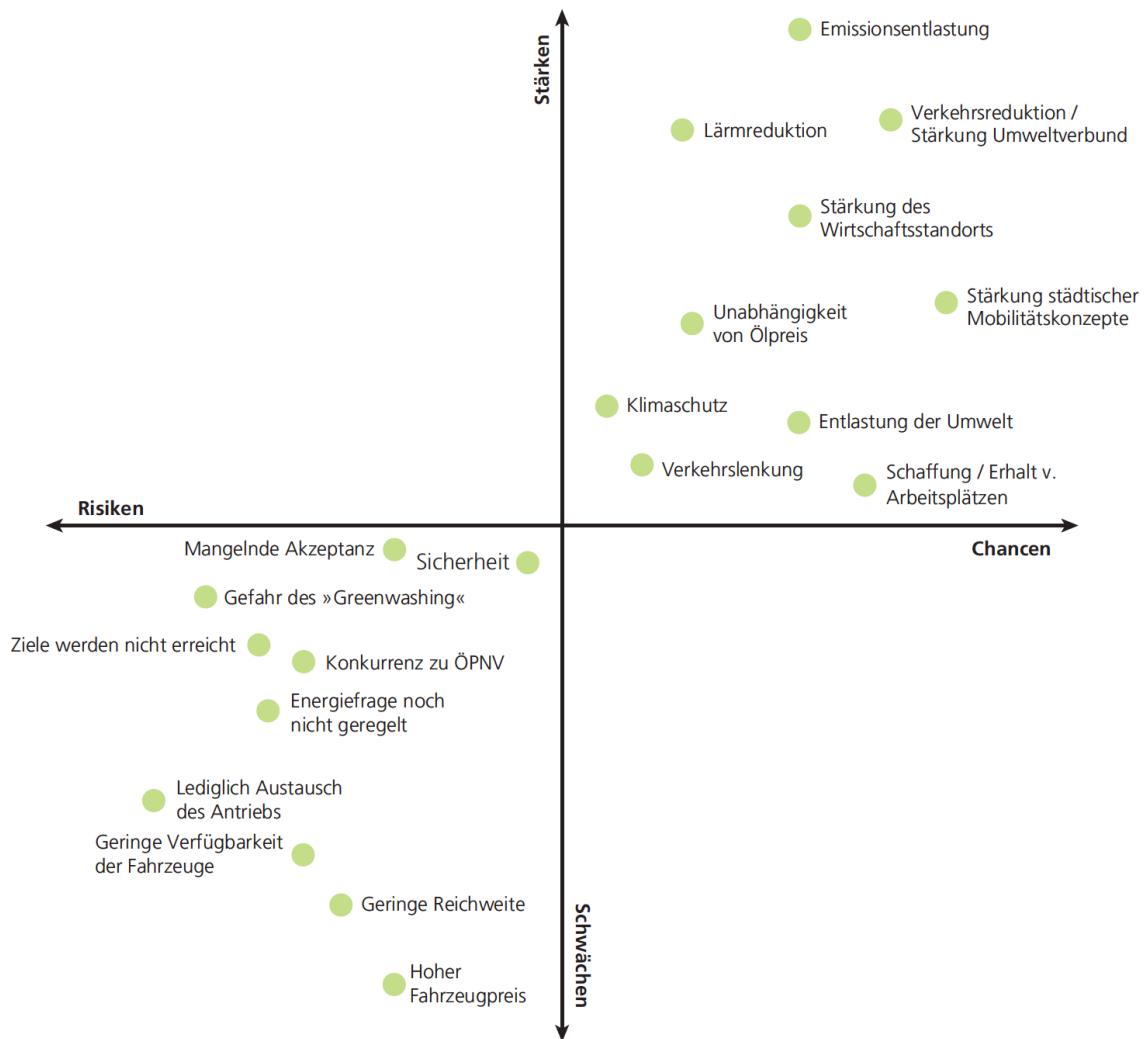 Stärken
Emissionsentlastung
Lärmreduktion
Verkehrsreduktion /
Stärkung Umweltverbund
Stärkung des
Wirtschaftsstandorts
Stärkung städtischer
Mobilitätskonzepte
Unabhängigkeit
von Ölpreis
Klimaschutz
Entlastung der Umwelt
Verkehrslenkung
Schaffung / Erhalt v.
Arbeitsplätzen
Risiken
Chancen
Mangelnde Akzeptanz
Sicherheit
Gefahr des »Greenwashing«
Ziele werden nicht erreicht
Konkurrenz zu ÖPNV
Energiefrage noch
nicht geregelt
Lediglich Austausch
des Antriebs
Geringe Verfügbarkeit
der Fahrzeuge
Geringe Reichweite
Schwächen
Hoher
Fahrzeugpreis